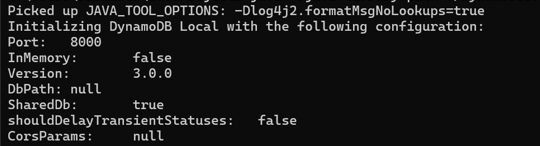 Picked up JAVA_TOOL_OPTIONS: -Dlog4j2.formatMsgNoLookups=true
Initializing DynamoDB Local with the following configuration:
Port: 8000
InMemory: false
Version: 3.0.0
DbPath: null
SharedDb: true
shouldDelayTransientStatuses: false
CorsParams: null